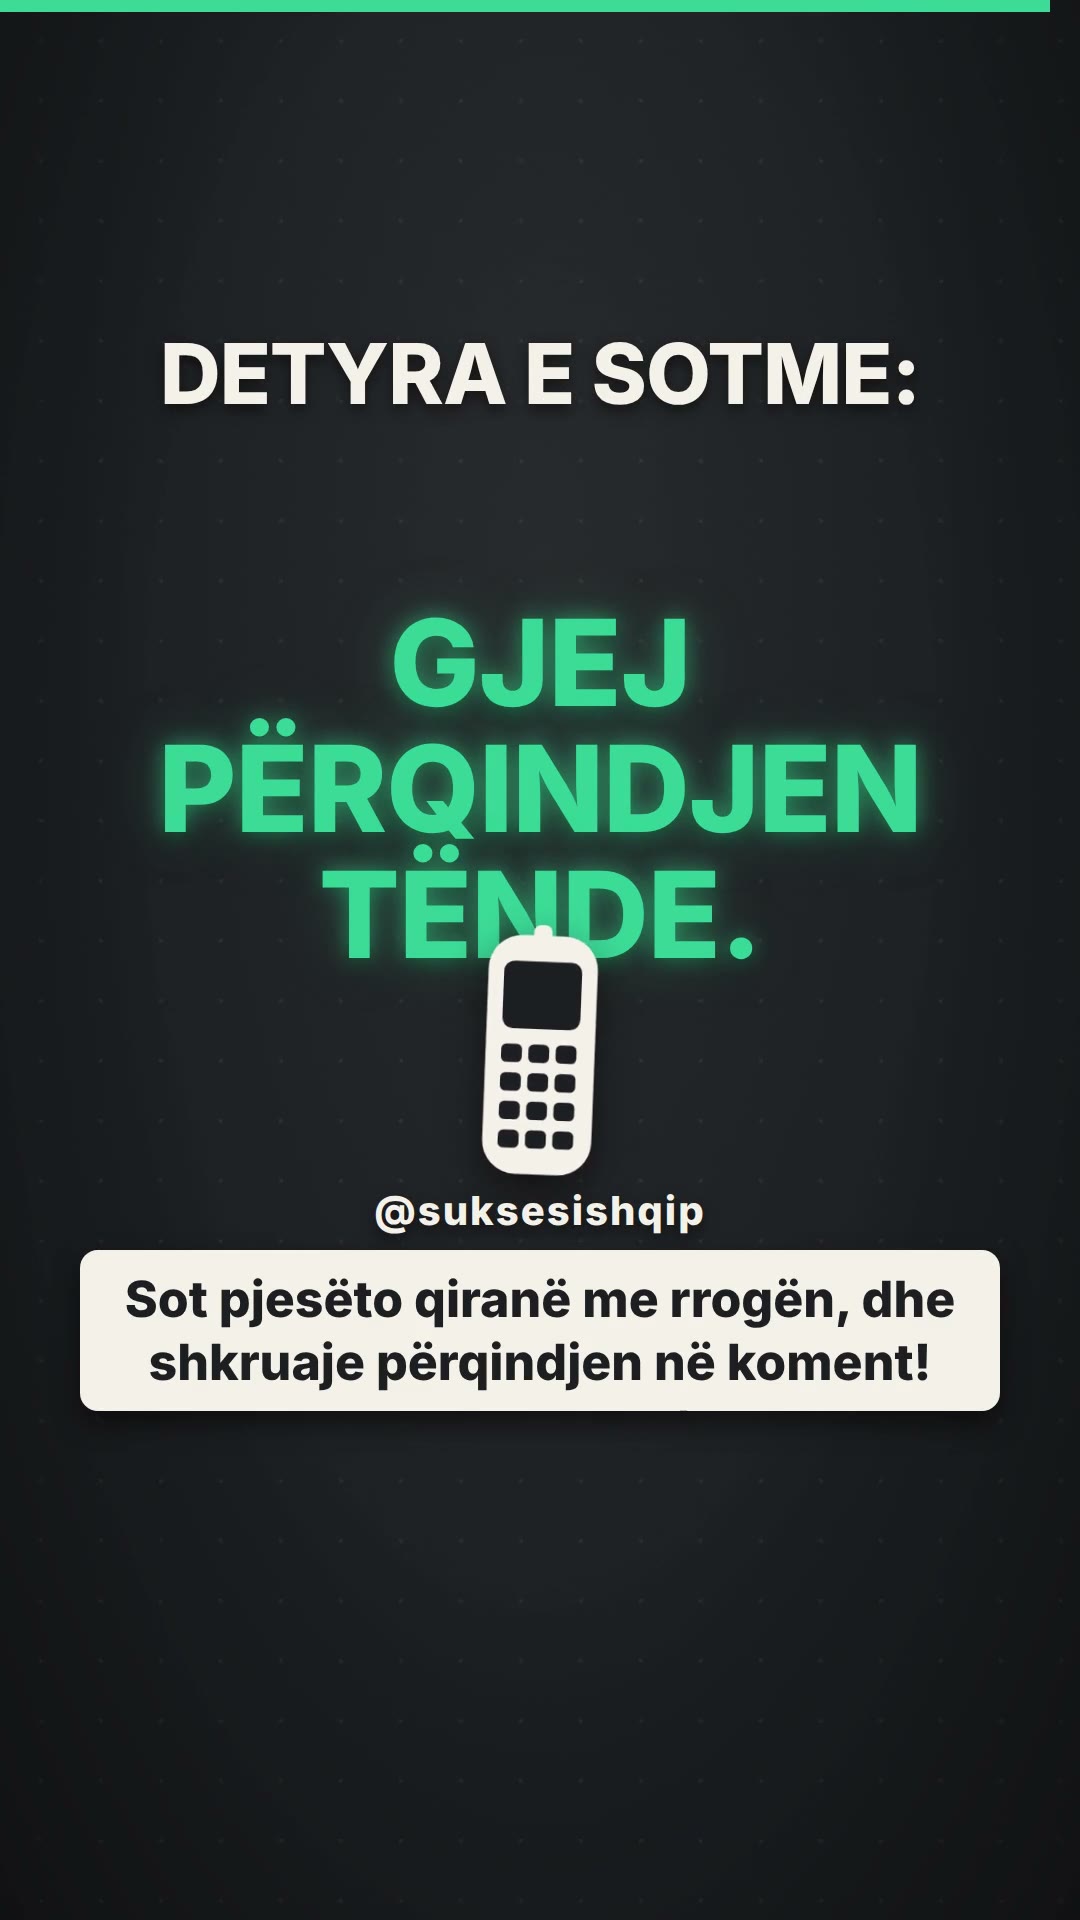 DETYRA E SOTME:
GJEJ
PËRQINDJEN
TËNDE.
@suksesishqip
Sot pjesëto qiranë me rrogën, dhe
shkruaje përqindjen në koment!